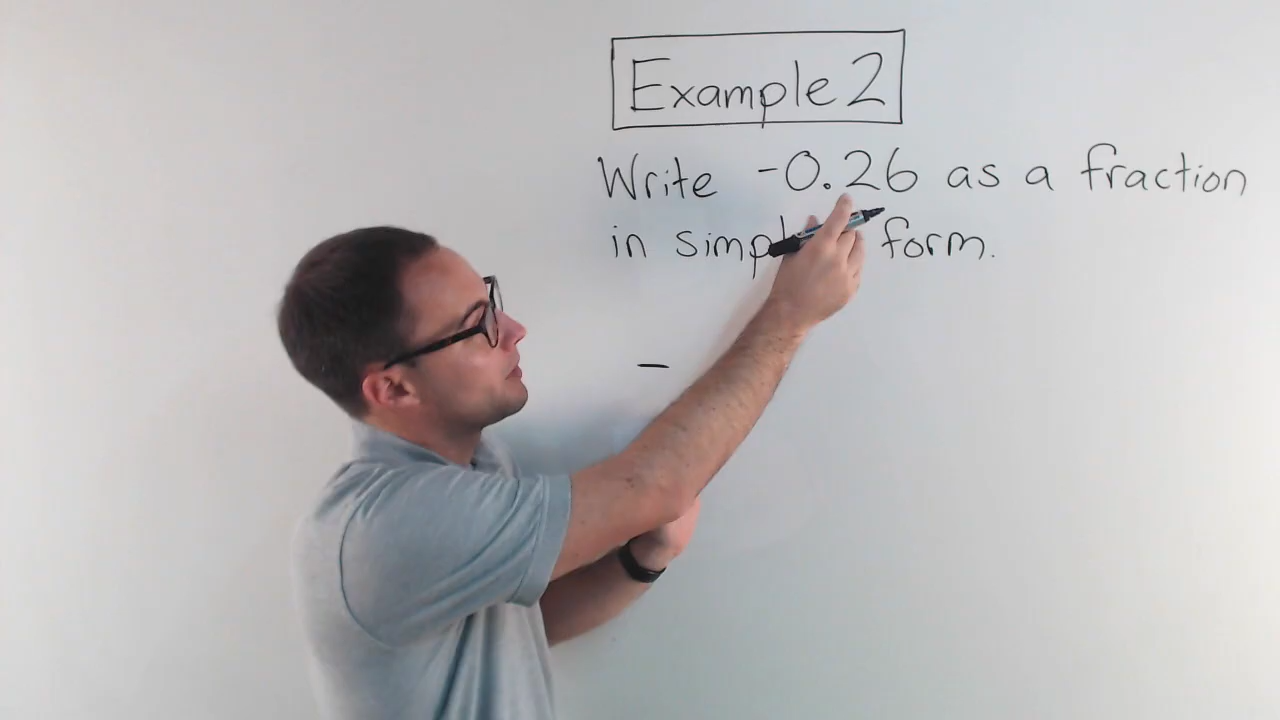 Example 2
Write -0.26 as a fraction
in form.
-